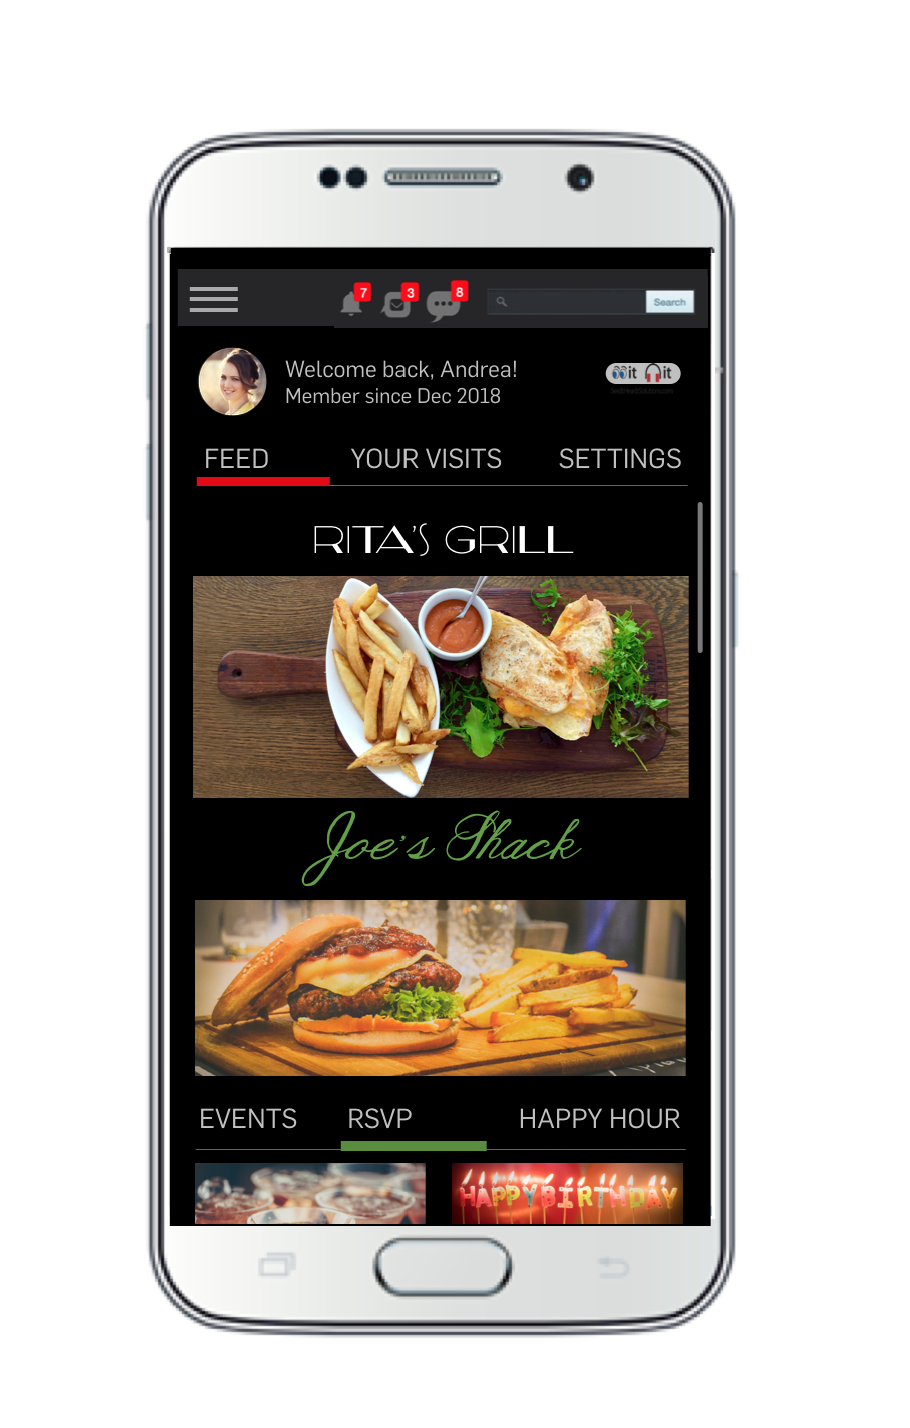 7 3 8
Search
Welcome back, Andrea!
Member since Dec 2018
it it
FEED YOUR VISITS SETTINGS
RITA'S GRILL
Joe's Shack
EVENTS RSVP HAPPY HOUR
HAPPY BIRTHDAY